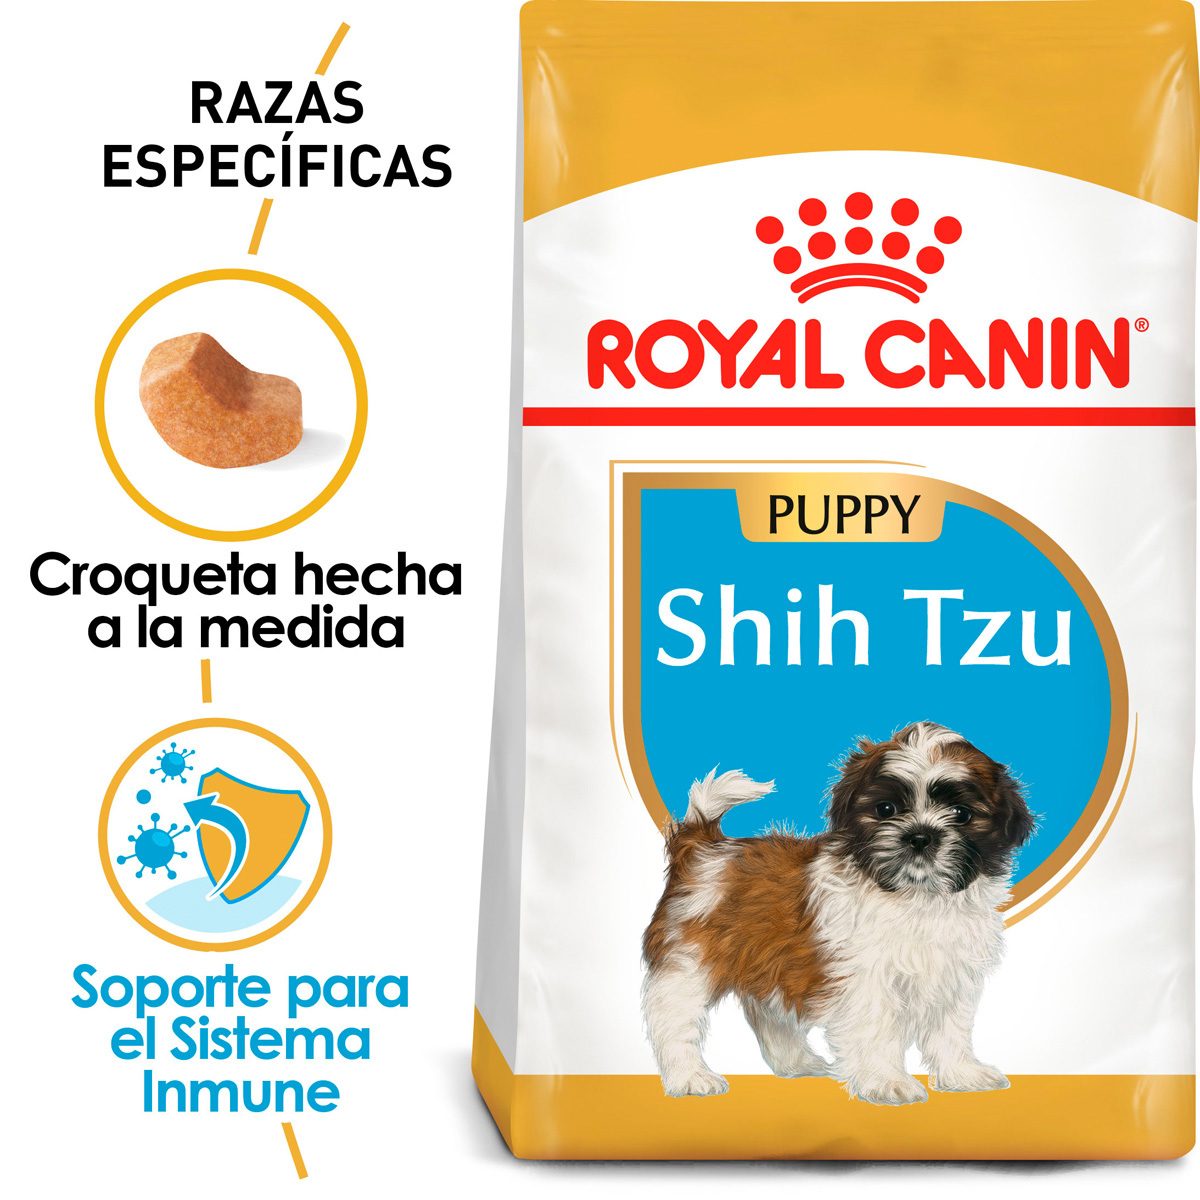 RAZAS
ESPECÍFICAS
Croqueta hecha
a la medida
Soporte para
el Sistema
Inmune
ROYAL CANIN®
PUPPY
Shih Tzu